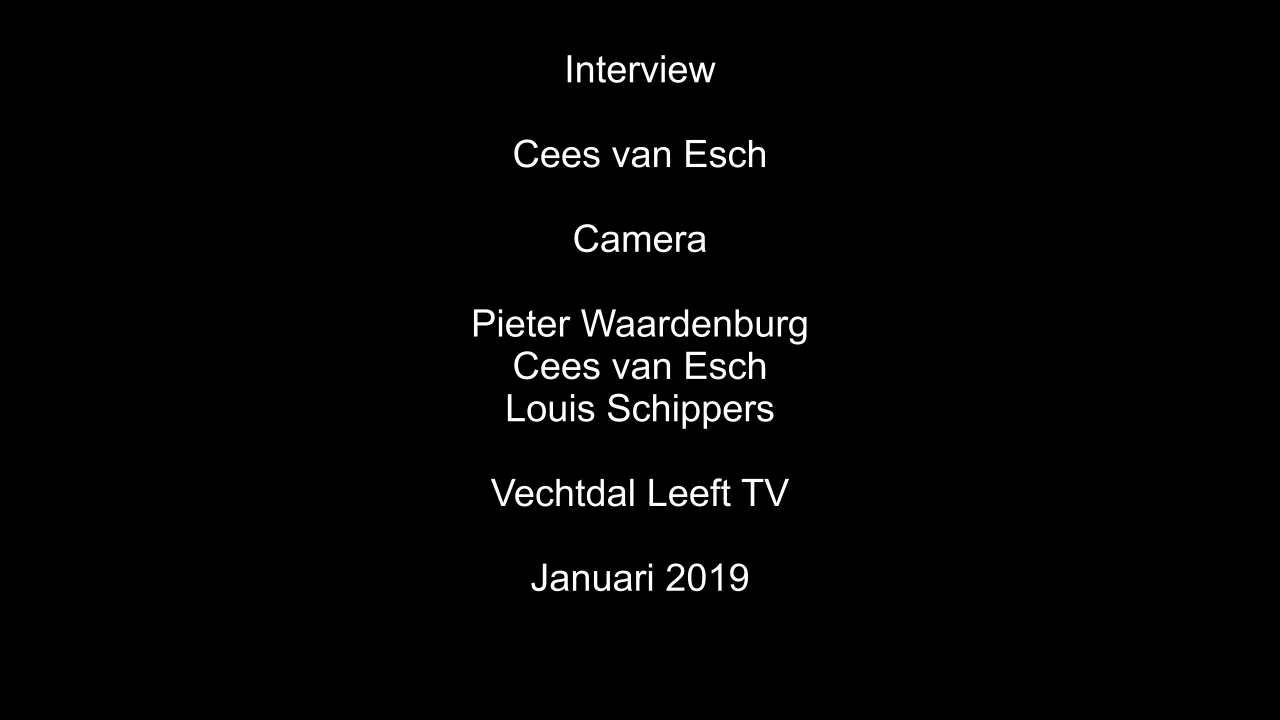 Interview
Cees van Esch
Camera
Pieter Waardenburg
Cees van Esch
Louis Schippers
Vechtdal Leeft TV
Januari 2019